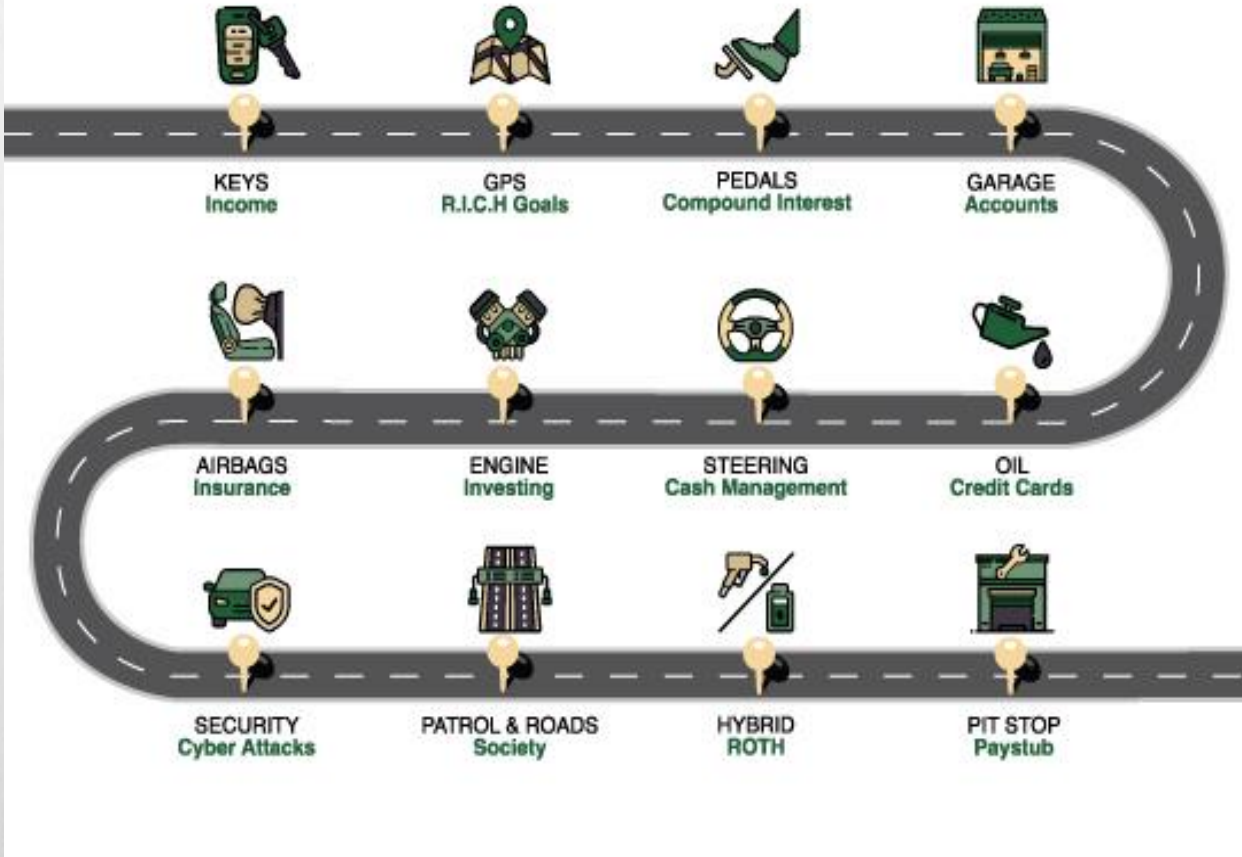 KEYS
Income
GPS
R.I.C.H Goals
PEDALS
Compound Interest
GARAGE
Accounts
AIRBAGS
Insurance
ENGINE
Investing
STEERING
Cash Management
OIL
Credit Cards
SECURITY
Cyber Attacks
PATROL & ROADS
Society
HYBRID
ROTH
PIT STOP
Paystub